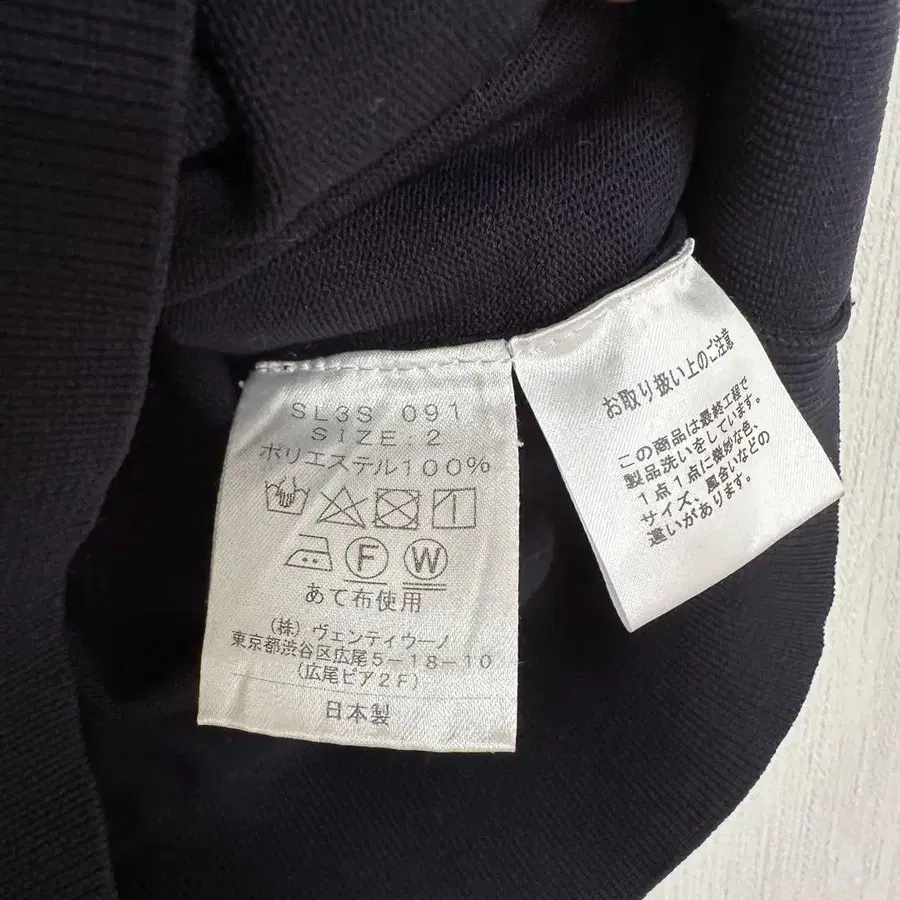 SL3S 091
SIZE:2
ポリエステル100%
F W
あて布使用
(株)ヴェンティウーノ
東京都渋谷区広尾5-18-10
(広尾ピア2F)
日本製
お取り扱い上のご注意
この商品は最終工程で
製品洗いをしています。
1点1点に微妙な色、
サイズ、風合いなどの
違いがあります。